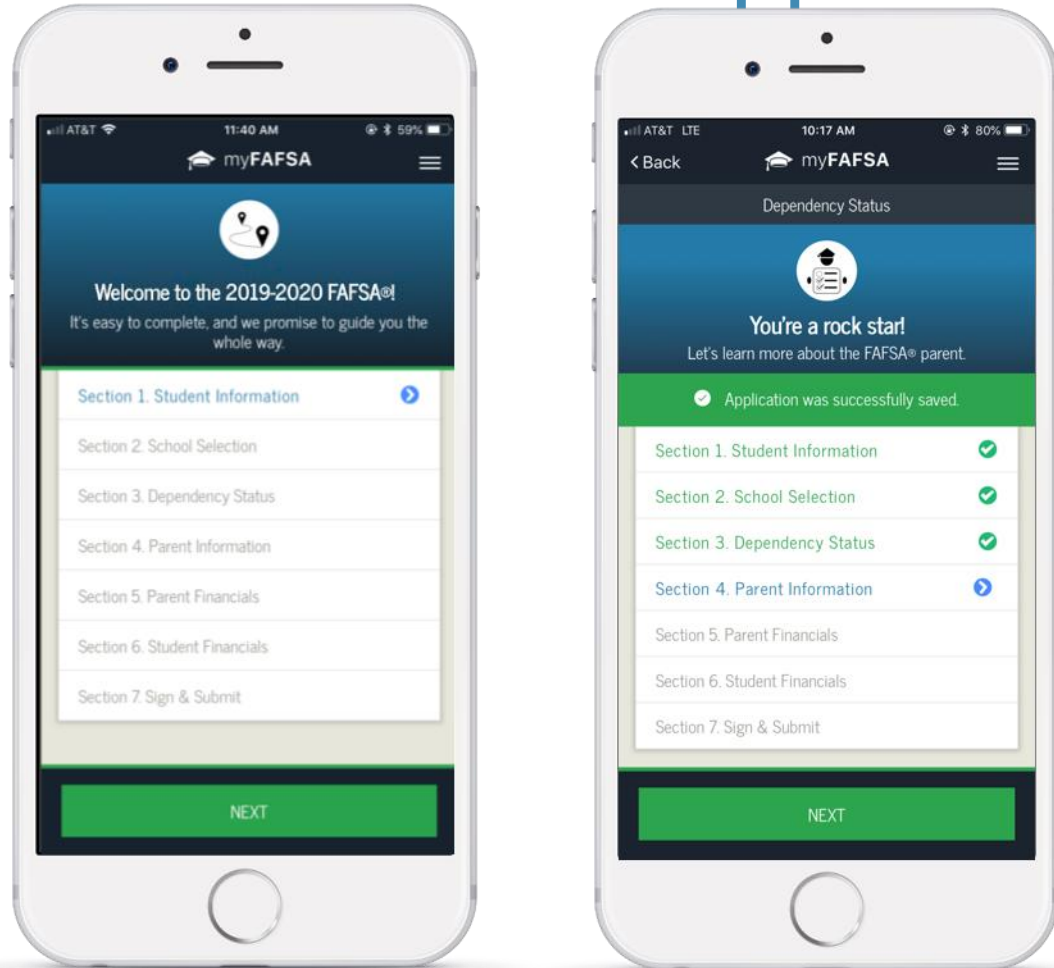 AT&T
11:40 AM
59%
myFAFSA
Welcome to the 2019-2020 FAFSA®!
It's easy to complete, and we promise to guide you the
whole way.
Section 1. Student Information
Section 2. School Selection
Section 3. Dependency Status
Section 4. Parent Information
Section 5. Parent Financials
Section 6. Student Financials
Section 7. Sign & Submit
NEXT
AT&T LTE
10:17 AM
80%
Back
myFAFSA
Dependency Status
You're a rock star!
Let's learn more about the FAFSA® parent.
Application was successfully saved.
Section 1. Student Information
Section 2. School Selection
Section 3. Dependency Status
Section 4. Parent Information
Section 5. Parent Financials
Section 6. Student Financials
Section 7. Sign & Submit
NEXT